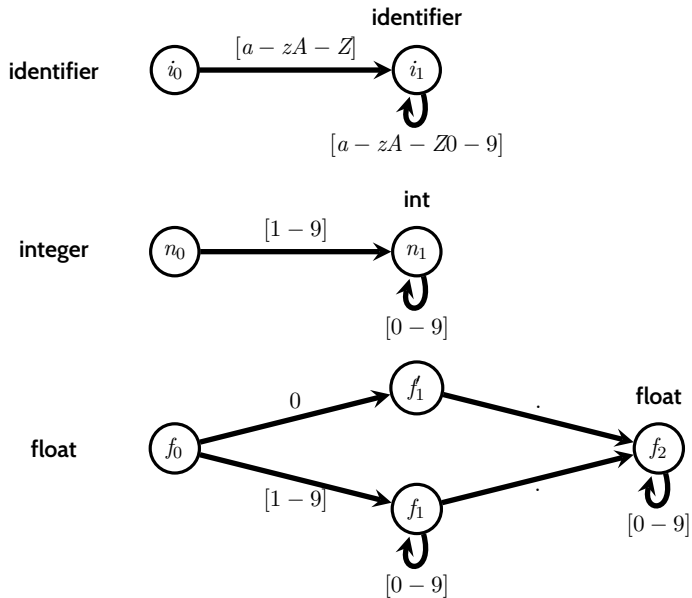 identifier
[a − zA − Z]
identifier i₀ i₁
[a − zA − Z0 − 9]
int
[1 − 9]
integer n₀ n₁
[0 − 9]
f′₁
0 .
float
float f₀ f₂
[1 − 9] .
f₁ [0 − 9]
[0 − 9]